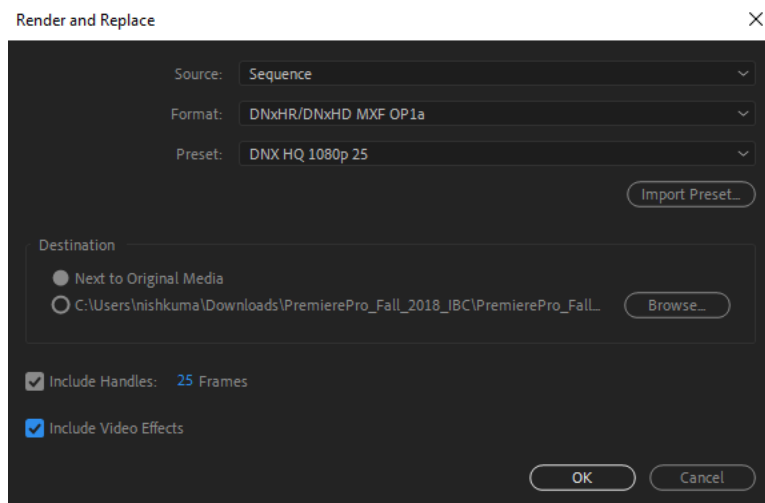 Render and Replace
Source: Sequence
Format: DNxHR/DNxHD MXF OP1a
Preset: DNX HQ 1080p 25
Import Preset...
Destination
Next to Original Media
C:\Users\nishkuma\Downloads\PremierePro_Fall_2018_IBC\PremierePro_Fall... Browse...
Include Handles: 25 Frames
Include Video Effects
OK Cancel